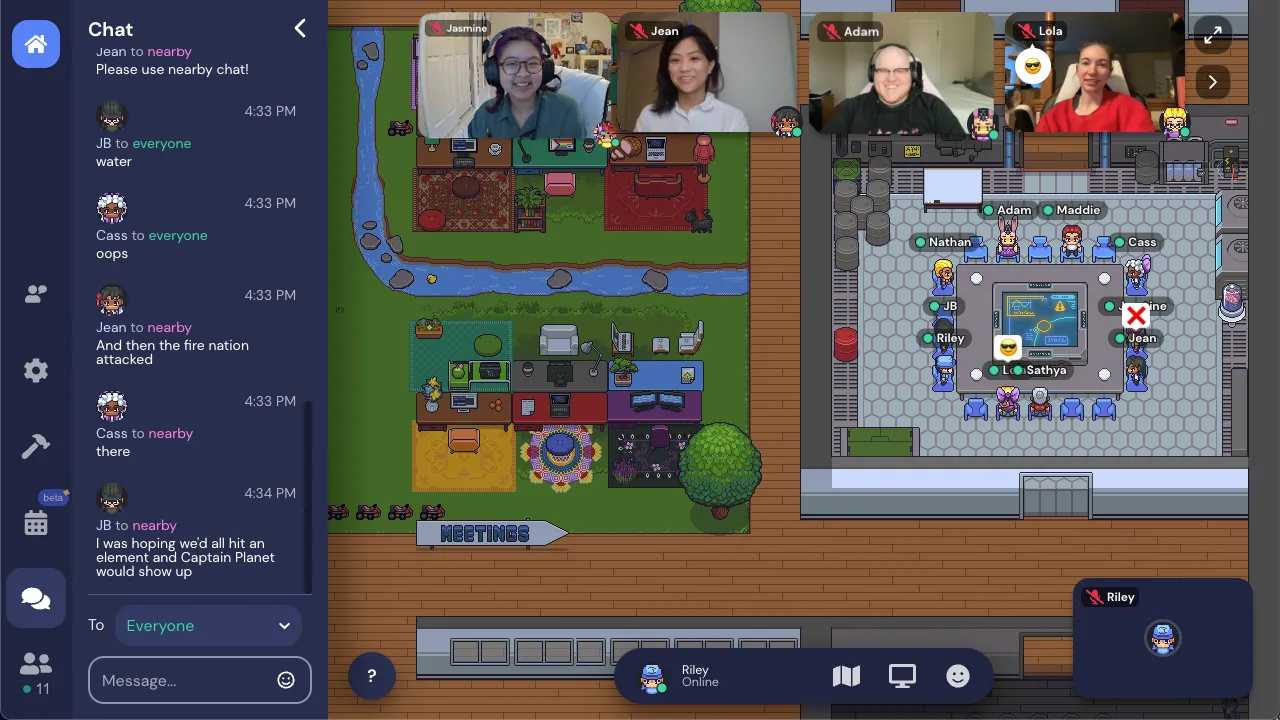 Chat
Jean to nearby
Please use nearby chat!
4:33 PM
JB to everyone
water
4:33 PM
Cass to everyone
oops
4:33 PM
Jean to nearby
And then the fire nation
attacked
4:33 PM
Cass to nearby
there
4:34 PM
JB to nearby
I was hoping we'd all hit an
element and Captain Planet
would show up
To Everyone
Message...
beta
11
Jasmine
Jean
Adam
Lola
Adam
Maddie
Nathan
Cass
JB
Riley
Jean
Sathya
MEETINGS
?
Riley
Online
Riley